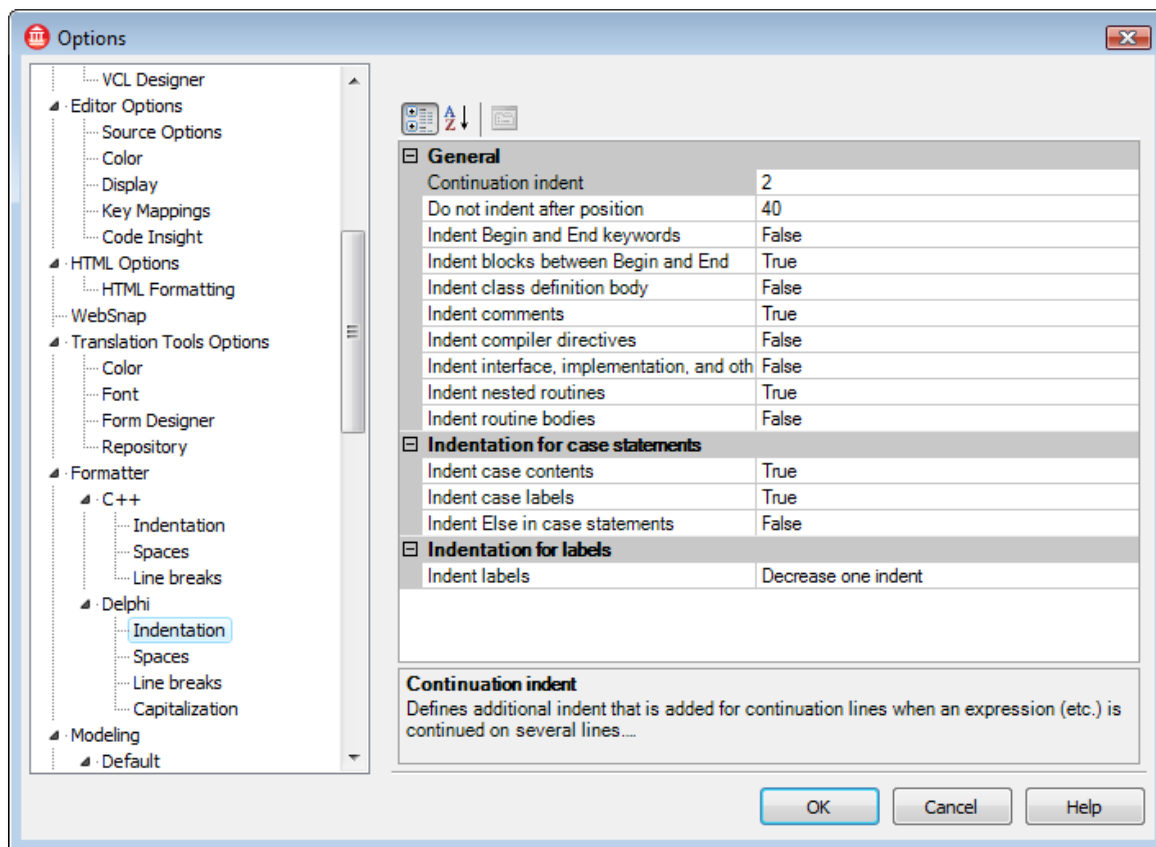 Options
VCL Designer
Editor Options
Source Options
Color
Display
Key Mappings
Code Insight
HTML Options
HTML Formatting
WebSnap
Translation Tools Options
Color
Font
Form Designer
Repository
Formatter
C++
Indentation
Spaces
Line breaks
Delphi
Indentation
Spaces
Line breaks
Capitalization
Modeling
Default
General
Continuation indent 2
Do not indent after position 40
Indent Begin and End keywords False
Indent blocks between Begin and End True
Indent class definition body False
Indent comments True
Indent compiler directives False
Indent interface, implementation, and oth False
Indent nested routines True
Indent routine bodies False
Indentation for case statements
Indent case contents True
Indent case labels True
Indent Else in case statements False
Indentation for labels
Indent labels Decrease one indent
Continuation indent
Defines additional indent that is added for continuation lines when an expression (etc.) is
continued on several lines....
OK Cancel Help